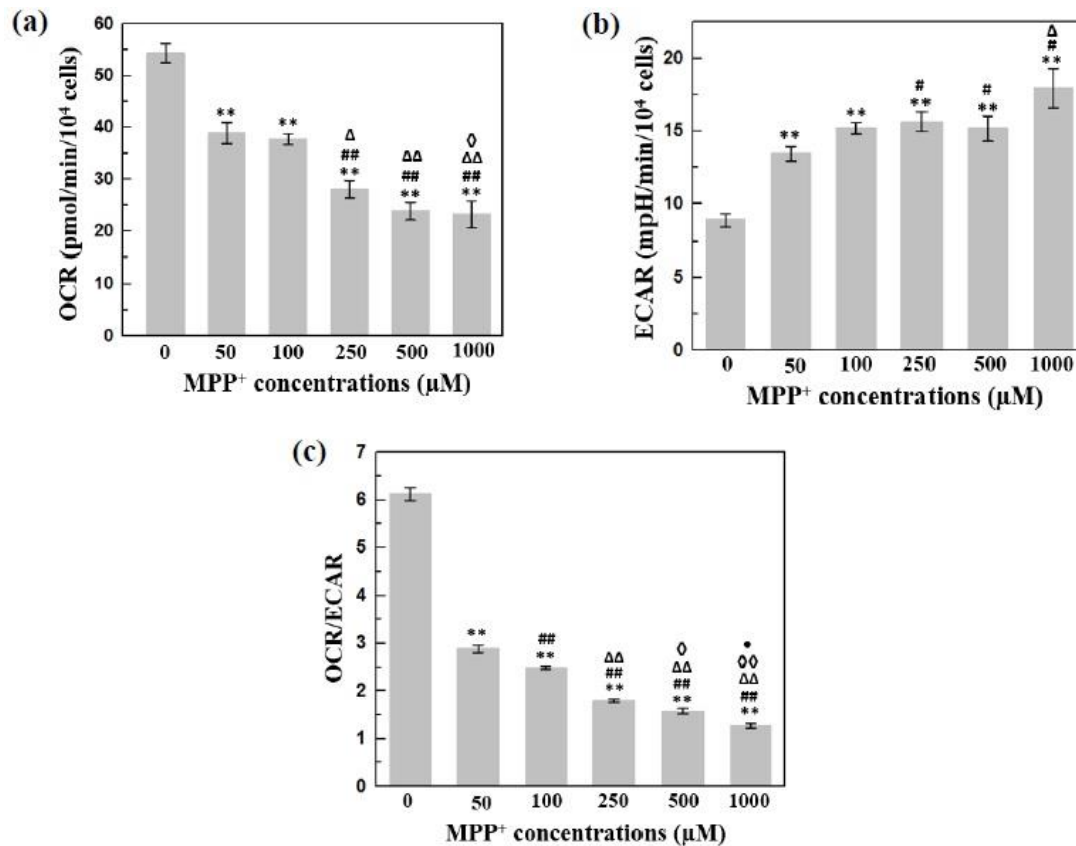 (a)
60
50
40
30
20
10
0
OCR (pmol/min/10⁴ cells)
**
**
Δ
##
**
ΔΔ
##
**
◊
ΔΔ
##
**
0 50 100 250 500 1000
MPP⁺ concentrations (μM)
(b)
20
15
10
5
0
ECAR (mpH/min/10⁴ cells)
**
**
#
**
#
**
Δ
#
**
0 50 100 250 500 1000
MPP⁺ concentrations (μM)
(c)
7
6
5
4
3
2
1
0
OCR/ECAR
**
##
**
ΔΔ
##
**
◊
ΔΔ
##
**
•
◊◊
ΔΔ
##
**
0 50 100 250 500 1000
MPP⁺ concentrations (μM)